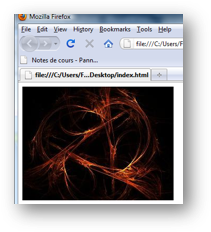 Mozilla Firefox
File Edit View History Bookmarks Tools H
file:///C:/Users/F
Notes de cours - Pann...
file:///C:/Users/F...Desktop/index.html